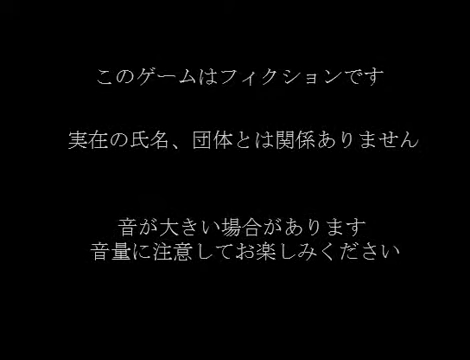 このゲームはフィクションです
実在の氏名、団体とは関係ありません
音が大きい場合があります
音量に注意してお楽しみください